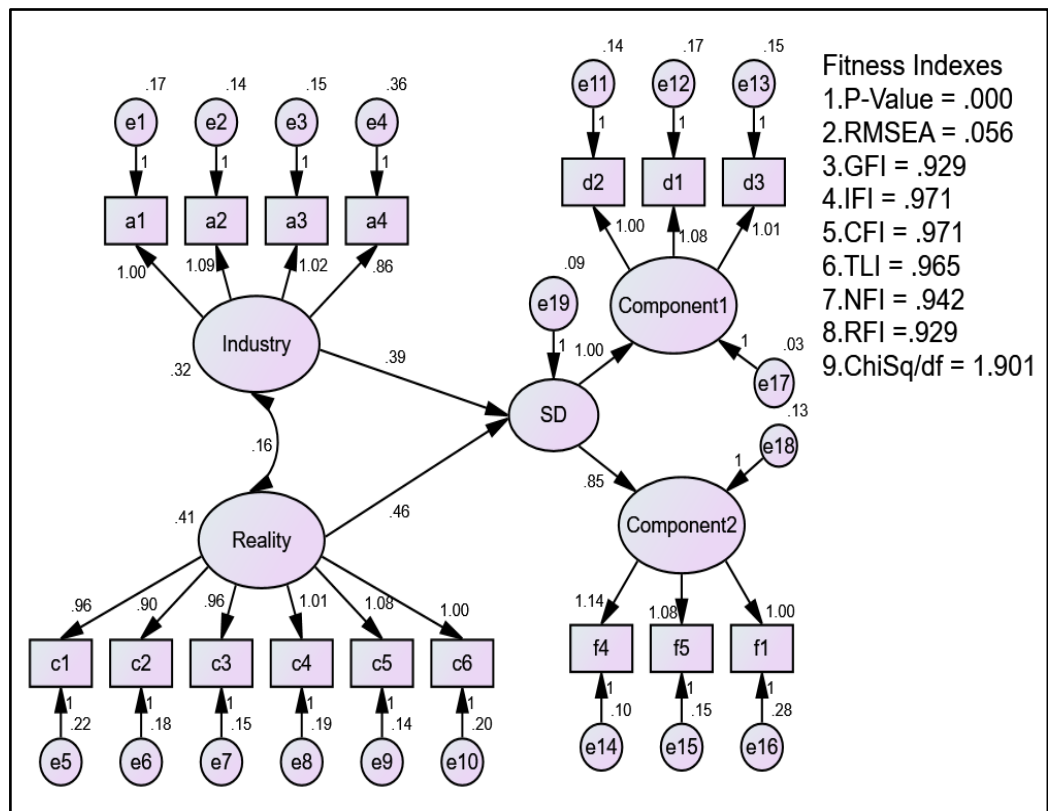 .17 .14 .15 .36
e1 e2 e3 e4
1 1 1 1
a1 a2 a3 a4
1.00 1.09 1.02 .86
Industry
.32
.39
.16
.41
Reality
.46
.96 .90 .96 1.01 1.08 1.00
c1 c2 c3 c4 c5 c6
1 1 1 1 1 1
.22 .18 .15 .19 .14 .20
e5 e6 e7 e8 e9 e10
.09
e19
1
SD
1.00
.85
.14 .17 .15
e11 e12 e13
1 1 1
d2 d1 d3
1.00 1.08 1.01
Component1
1 .03
e17
.13
e18
1
Component2
1.14 1.08 1.00
f4 f5 f1
1 1 1
.10 .15 .28
e14 e15 e16
Fitness Indexes
1.P-Value = .000
2.RMSEA = .056
3.GFI = .929
4.IFI = .971
5.CFI = .971
6.TLI = .965
7.NFI = .942
8.RFI =.929
9.ChiSq/df = 1.901